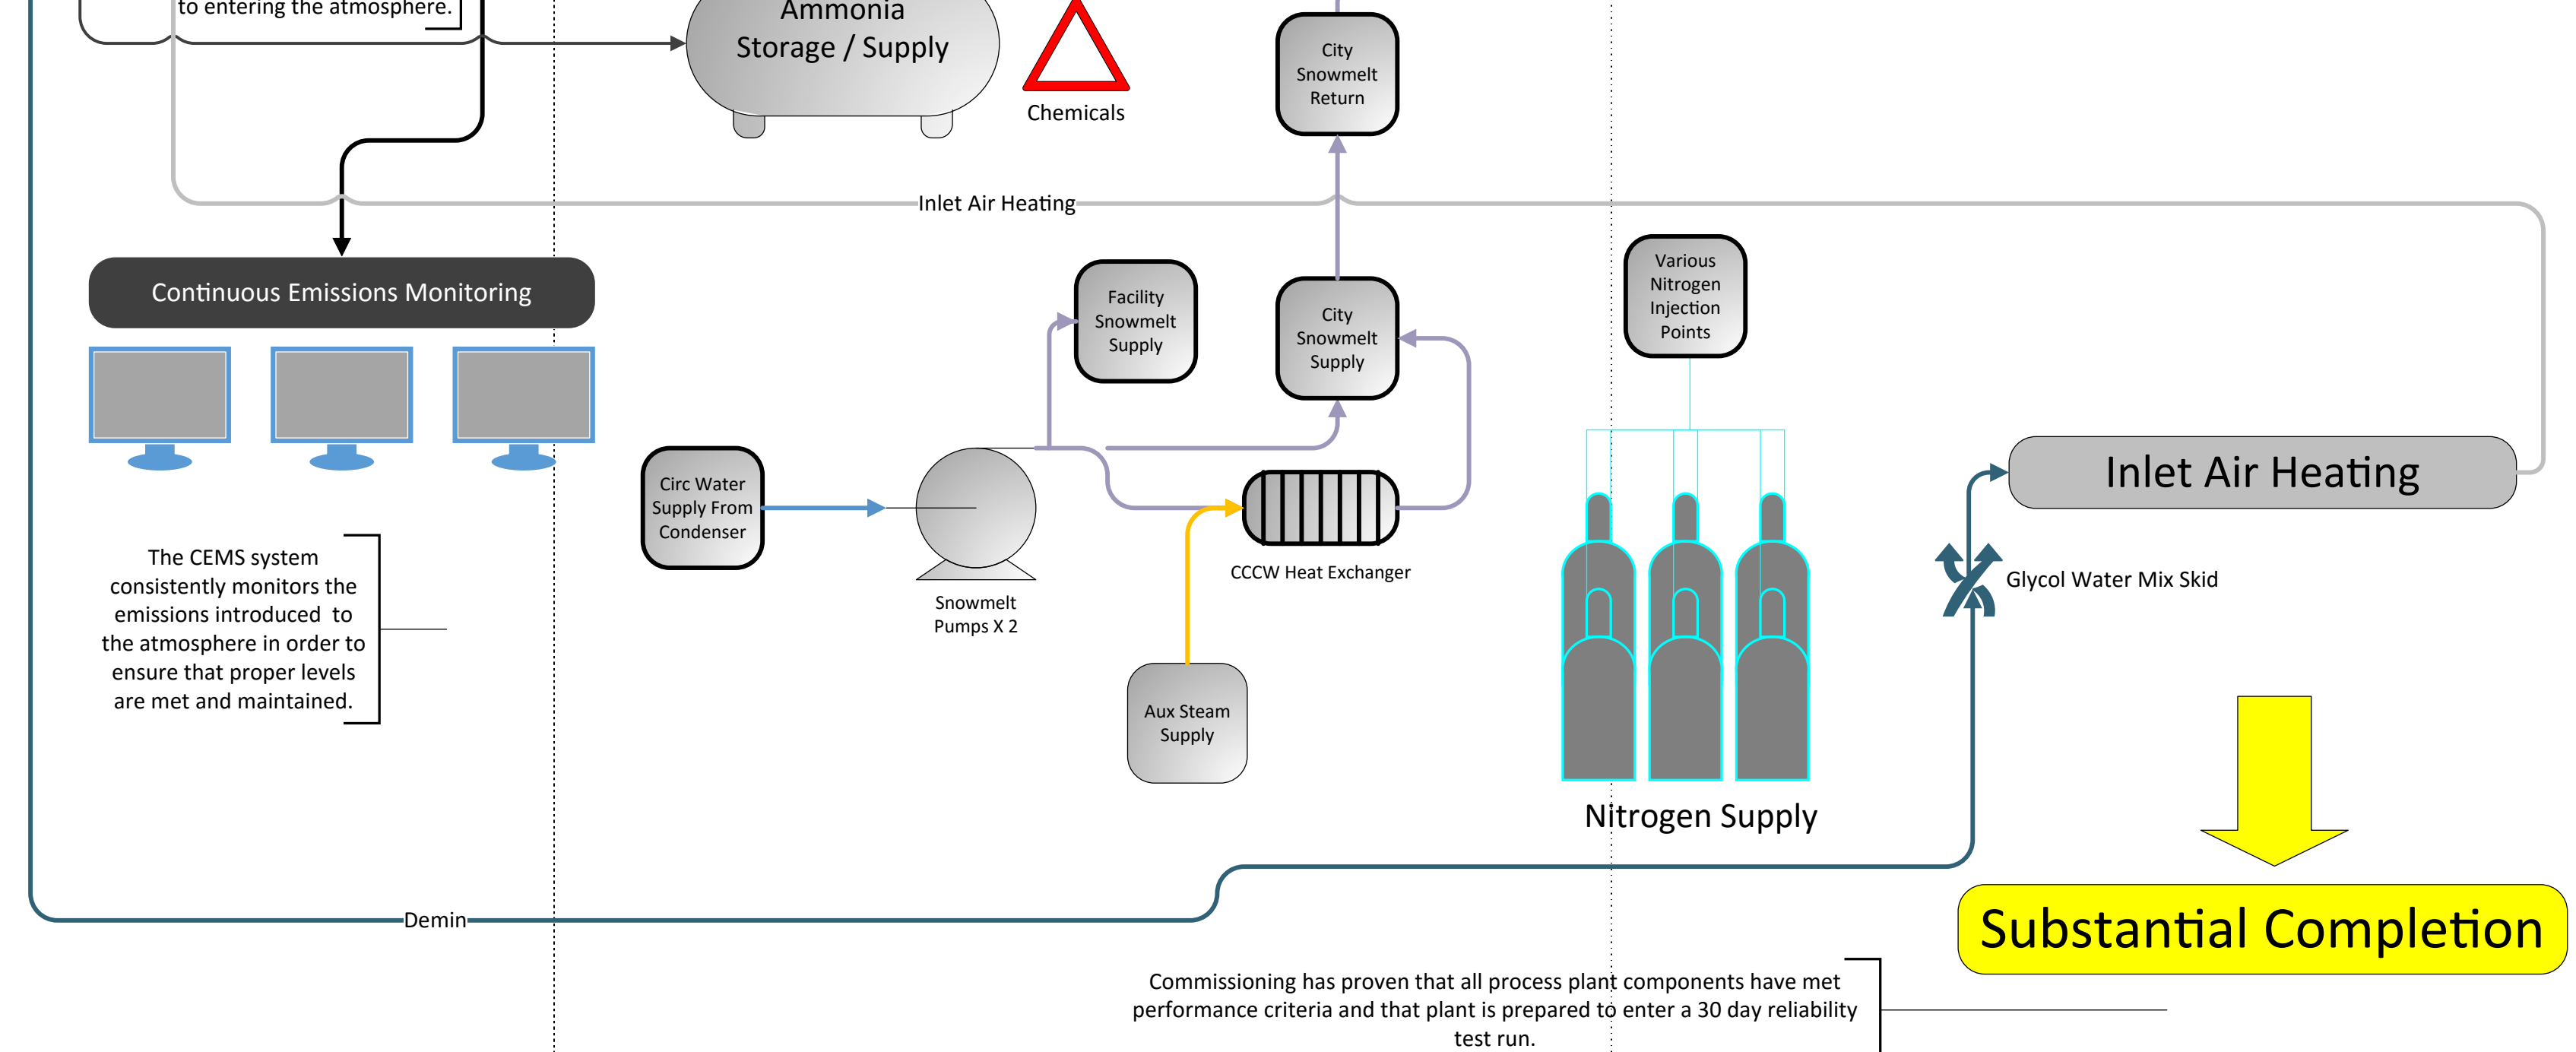 to entering the atmosphere.
Ammonia
Storage / Supply
Chemicals
City
Snowmelt
Return
Inlet Air Heating
Continuous Emissions Monitoring
Facility
Snowmelt
Supply
City
Snowmelt
Supply
Various
Nitrogen
Injection
Points
Circ Water
Supply From
Condenser
Snowmelt
Pumps X 2
CCCW Heat Exchanger
Inlet Air Heating
Glycol Water Mix Skid
The CEMS system
consistently monitors the
emissions introduced  to
the atmosphere in order to
ensure that proper levels
are met and maintained.
Aux Steam
Supply
Nitrogen Supply
Demin
Substantial Completion
Commissioning has proven that all process plant components have met
performance criteria and that plant is prepared to enter a 30 day reliability
test run.